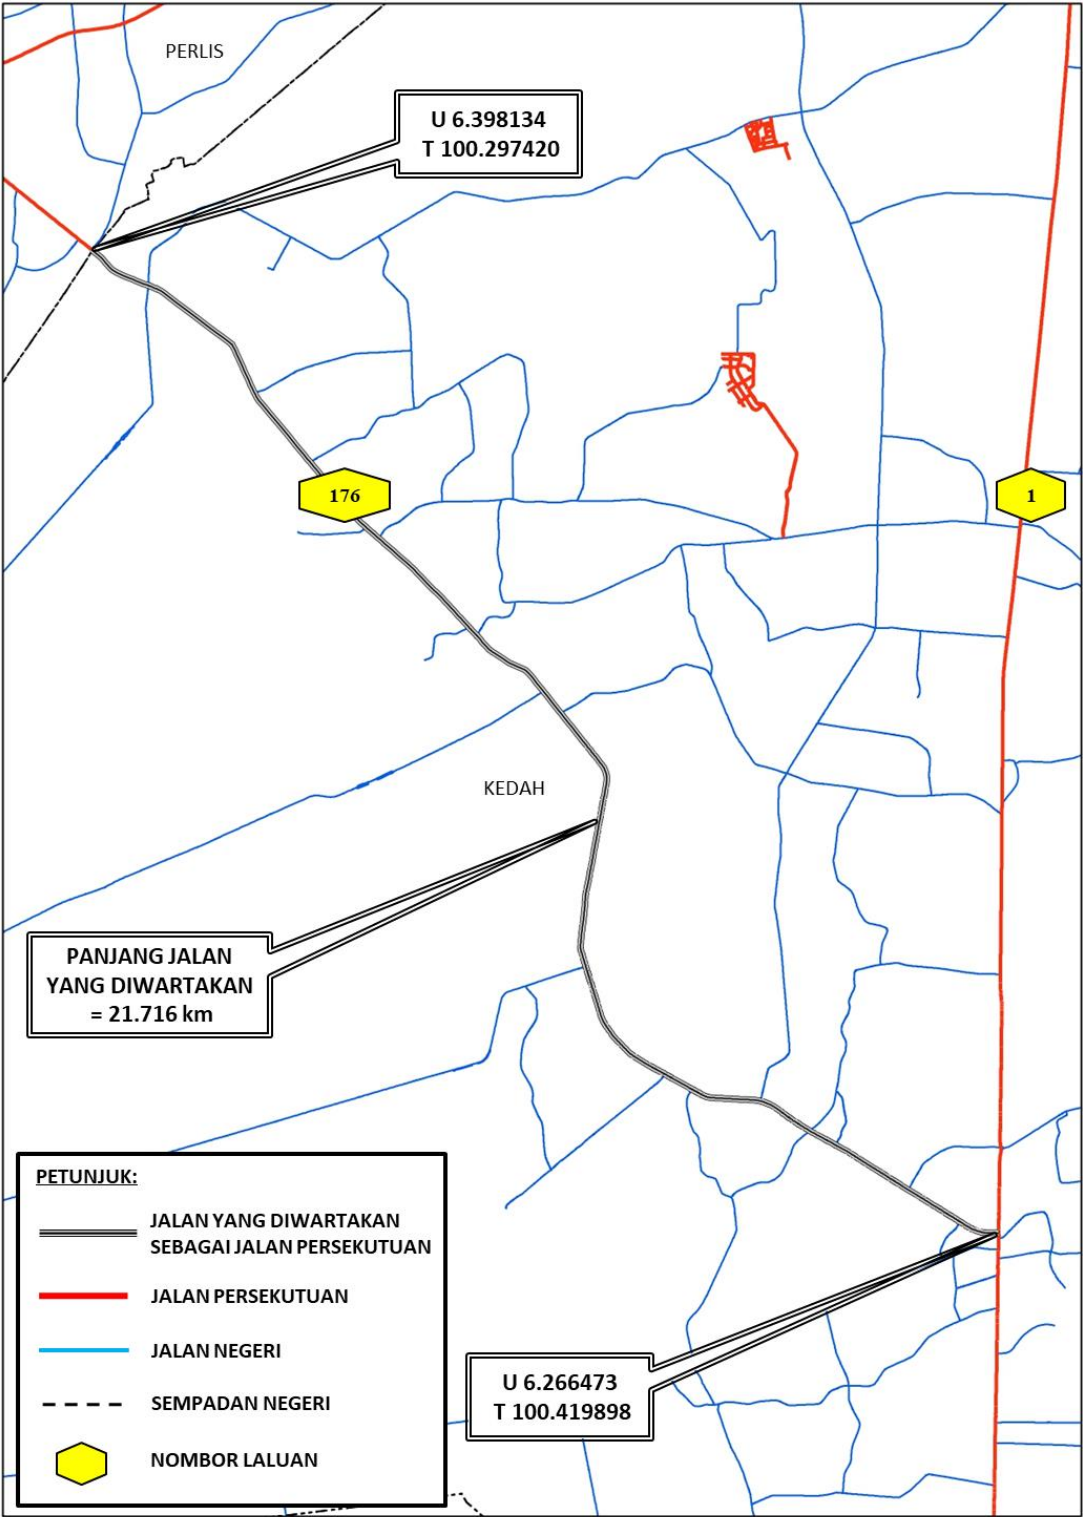 PERLIS
U 6.398134
T 100.297420
176
1
KEDAH
PANJANG JALAN
YANG DIWARTAKAN
= 21.716 km
PETUNJUK:
JALAN YANG DIWARTAKAN
SEBAGAI JALAN PERSEKUTUAN
JALAN PERSEKUTUAN
JALAN NEGERI
SEMPADAN NEGERI
NOMBOR LALUAN
U 6.266473
T 100.419898